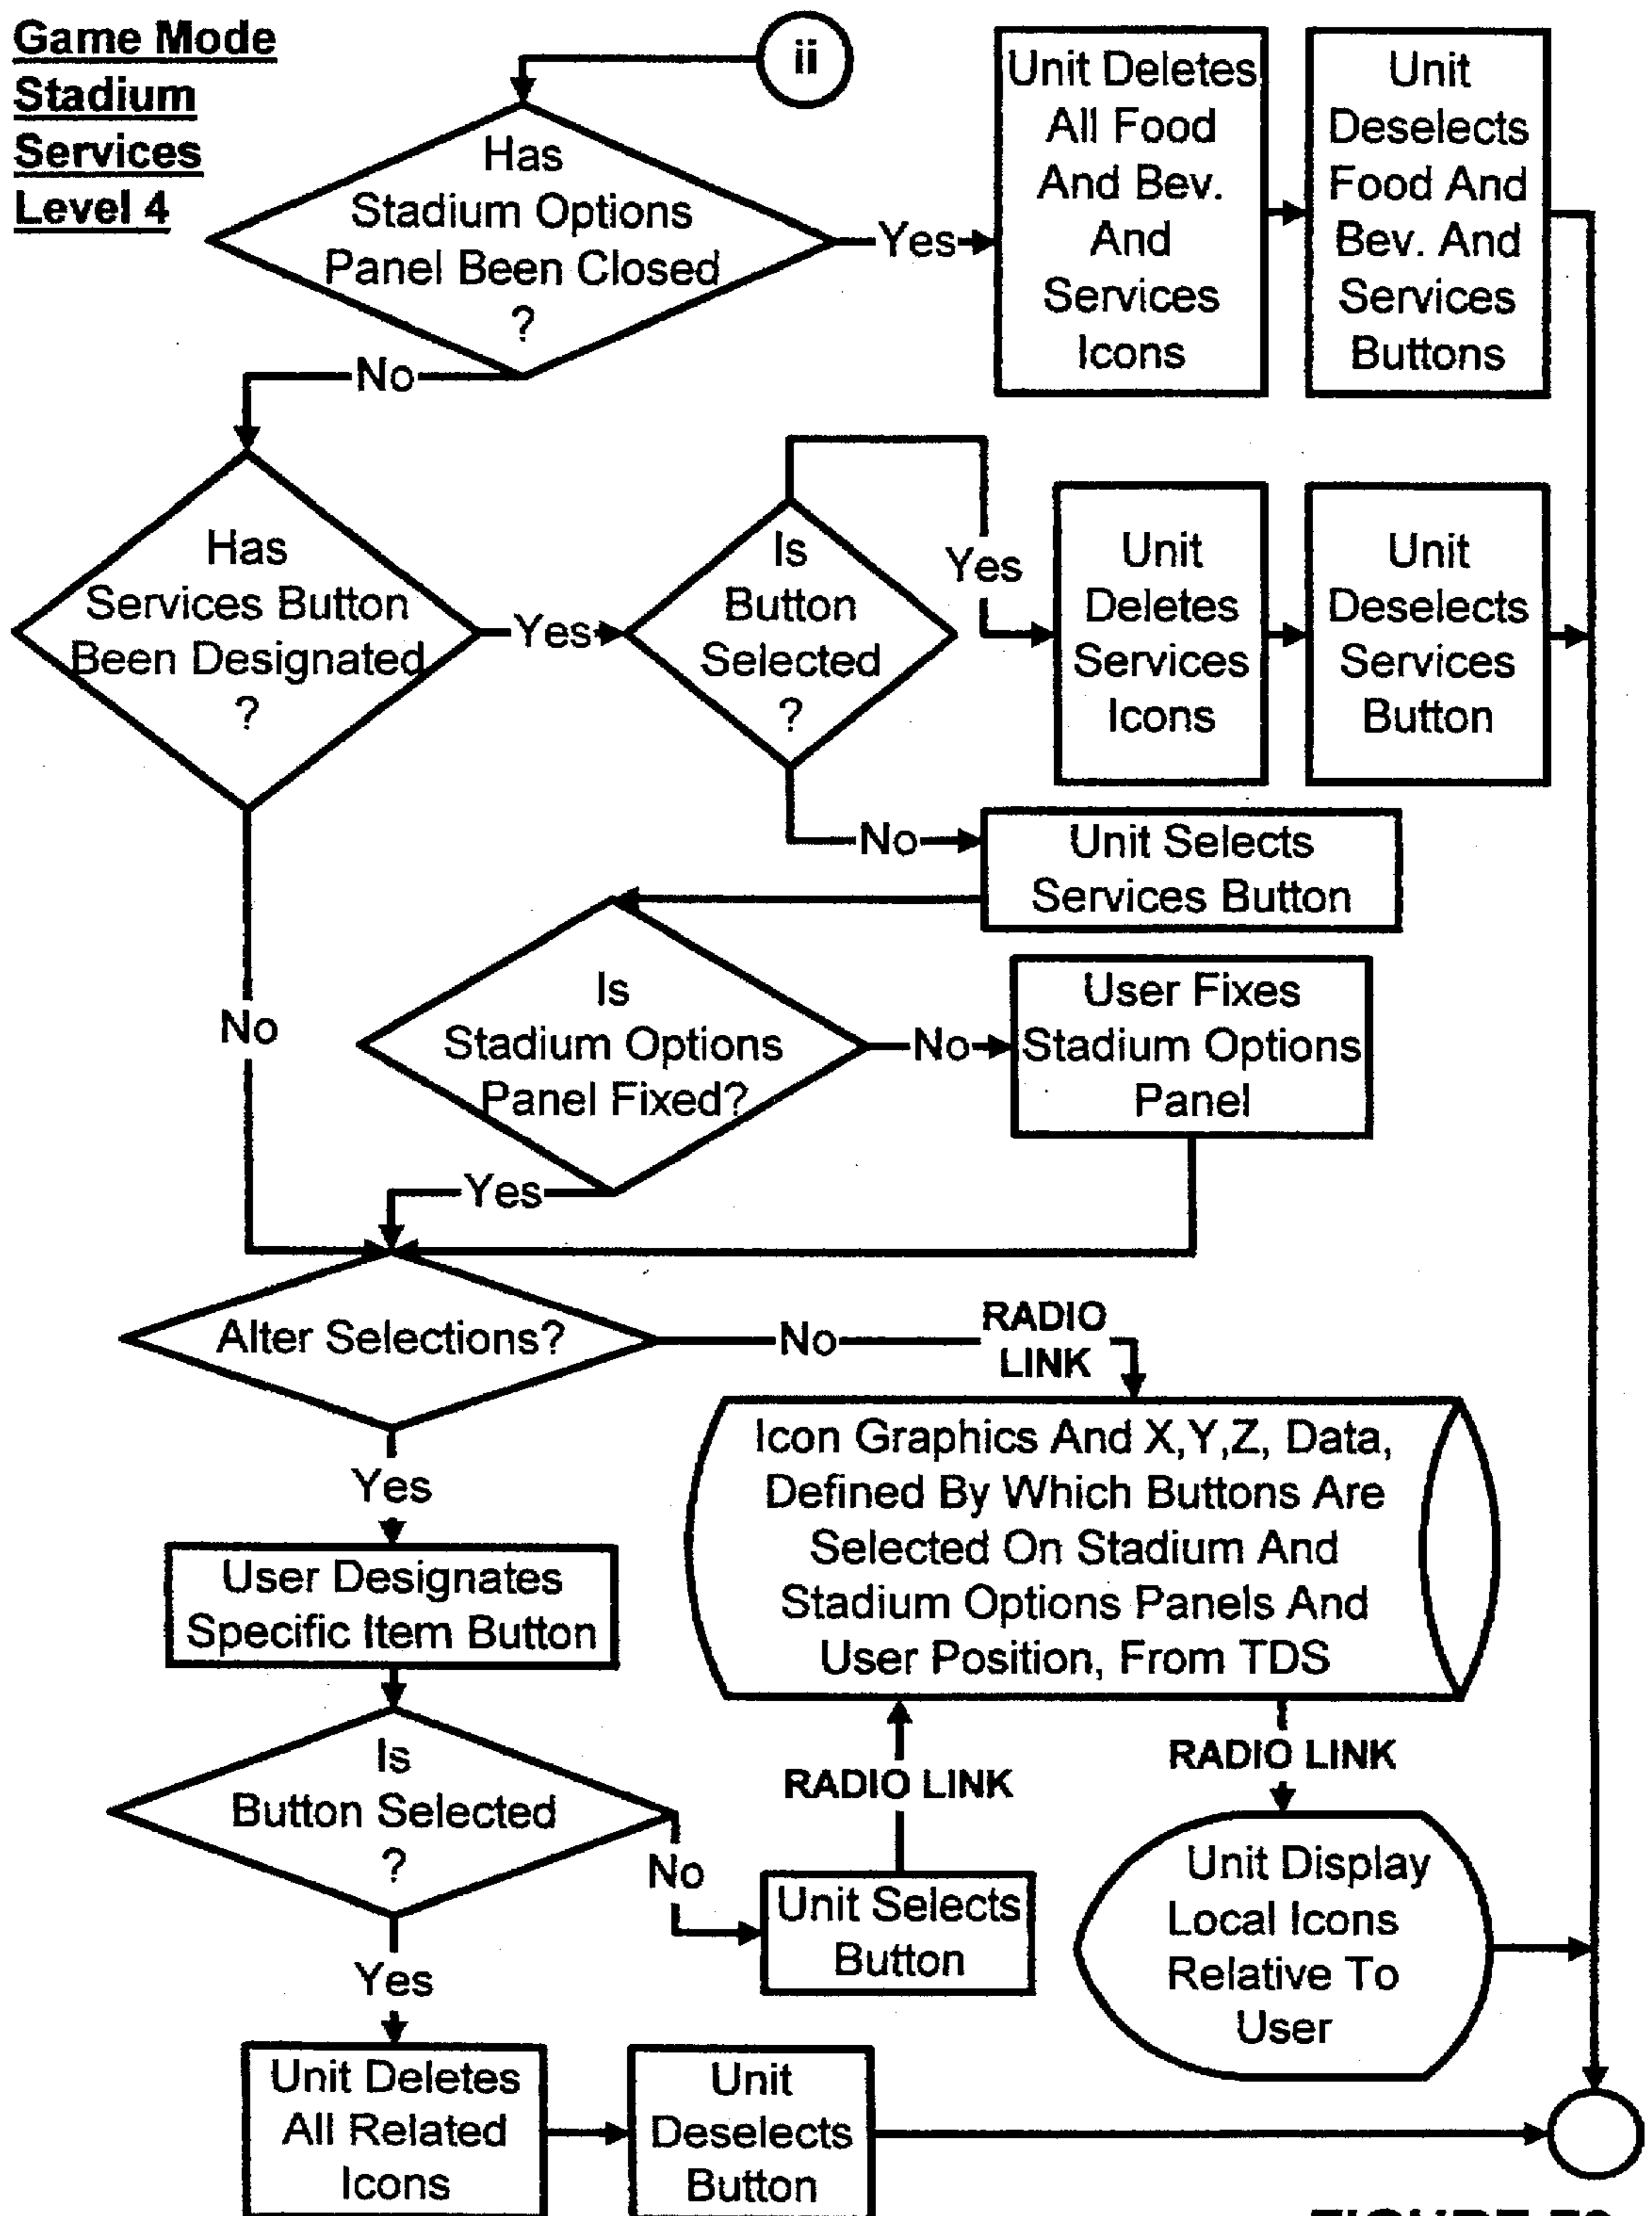 Game Mode
Stadium
Services
Level 4
ii
Has
Stadium Options
Panel Been Closed
?
Yes
Unit Deletes
All Food
And Bev.
And
Services
Icons
Unit
Deselects
Food And
Bev. And
Services
Buttons
No
Has
Services Button
Been Designated
?
Yes
Is
Button
Selected
?
Yes
Unit
Deletes
Services
Icons
Unit
Deselects
Services
Button
No
Unit Selects
Services Button
No
Is
Stadium Options
Panel Fixed?
No
User Fixes
Stadium Options
Panel
Yes
Alter Selections?
No
RADIO
LINK
Icon Graphics And X,Y,Z, Data,
Defined By Which Buttons Are
Selected On Stadium And
Stadium Options Panels And
User Position, From TDS
Yes
User Designates
Specific Item Button
Is
Button Selected
?
No
Unit Selects
Button
RADIO LINK
RADIO LINK
Unit Display
Local Icons
Relative To
User
Yes
Unit Deletes
All Related
Icons
Unit
Deselects
Button